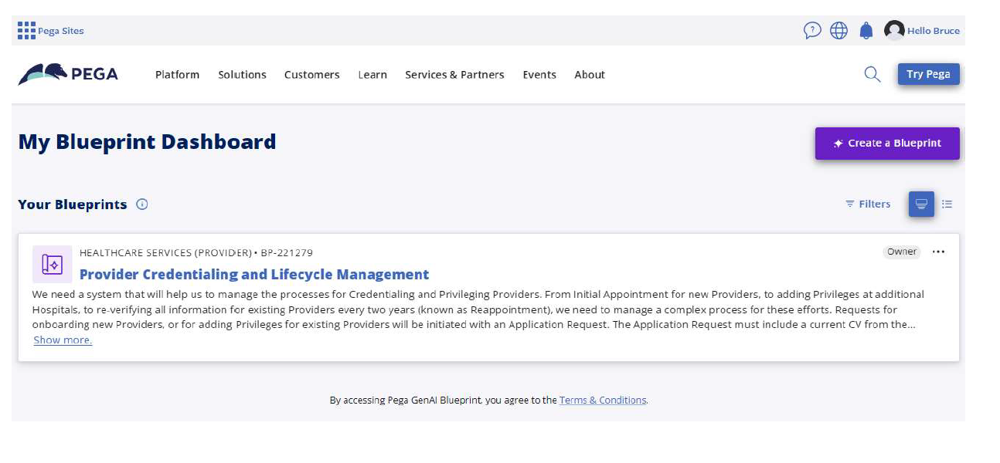 Pega Sites
? Hello Bruce
PEGA Platform Solutions Customers Learn Services & Partners Events About Try Pega
My Blueprint Dashboard
Create a Blueprint
Your Blueprints
Filters
HEALTHCARE SERVICES (PROVIDER) • BP-221279
Owner
Provider Credentialing and Lifecycle Management
We need a system that will help us to manage the processes for Credentialing and Privileging Providers. From Initial Appointment for new Providers, to adding Privileges at additional
Hospitals, to re-verifying all information for existing Providers every two years (known as Reappointment), we need to manage a complex process for these efforts. Requests for
onboarding new Providers, or for adding Privileges for existing Providers will be initiated with an Application Request. The Application Request must include a current CV from the...
Show more.
By accessing Pega GenAI Blueprint, you agree to the Terms & Conditions.